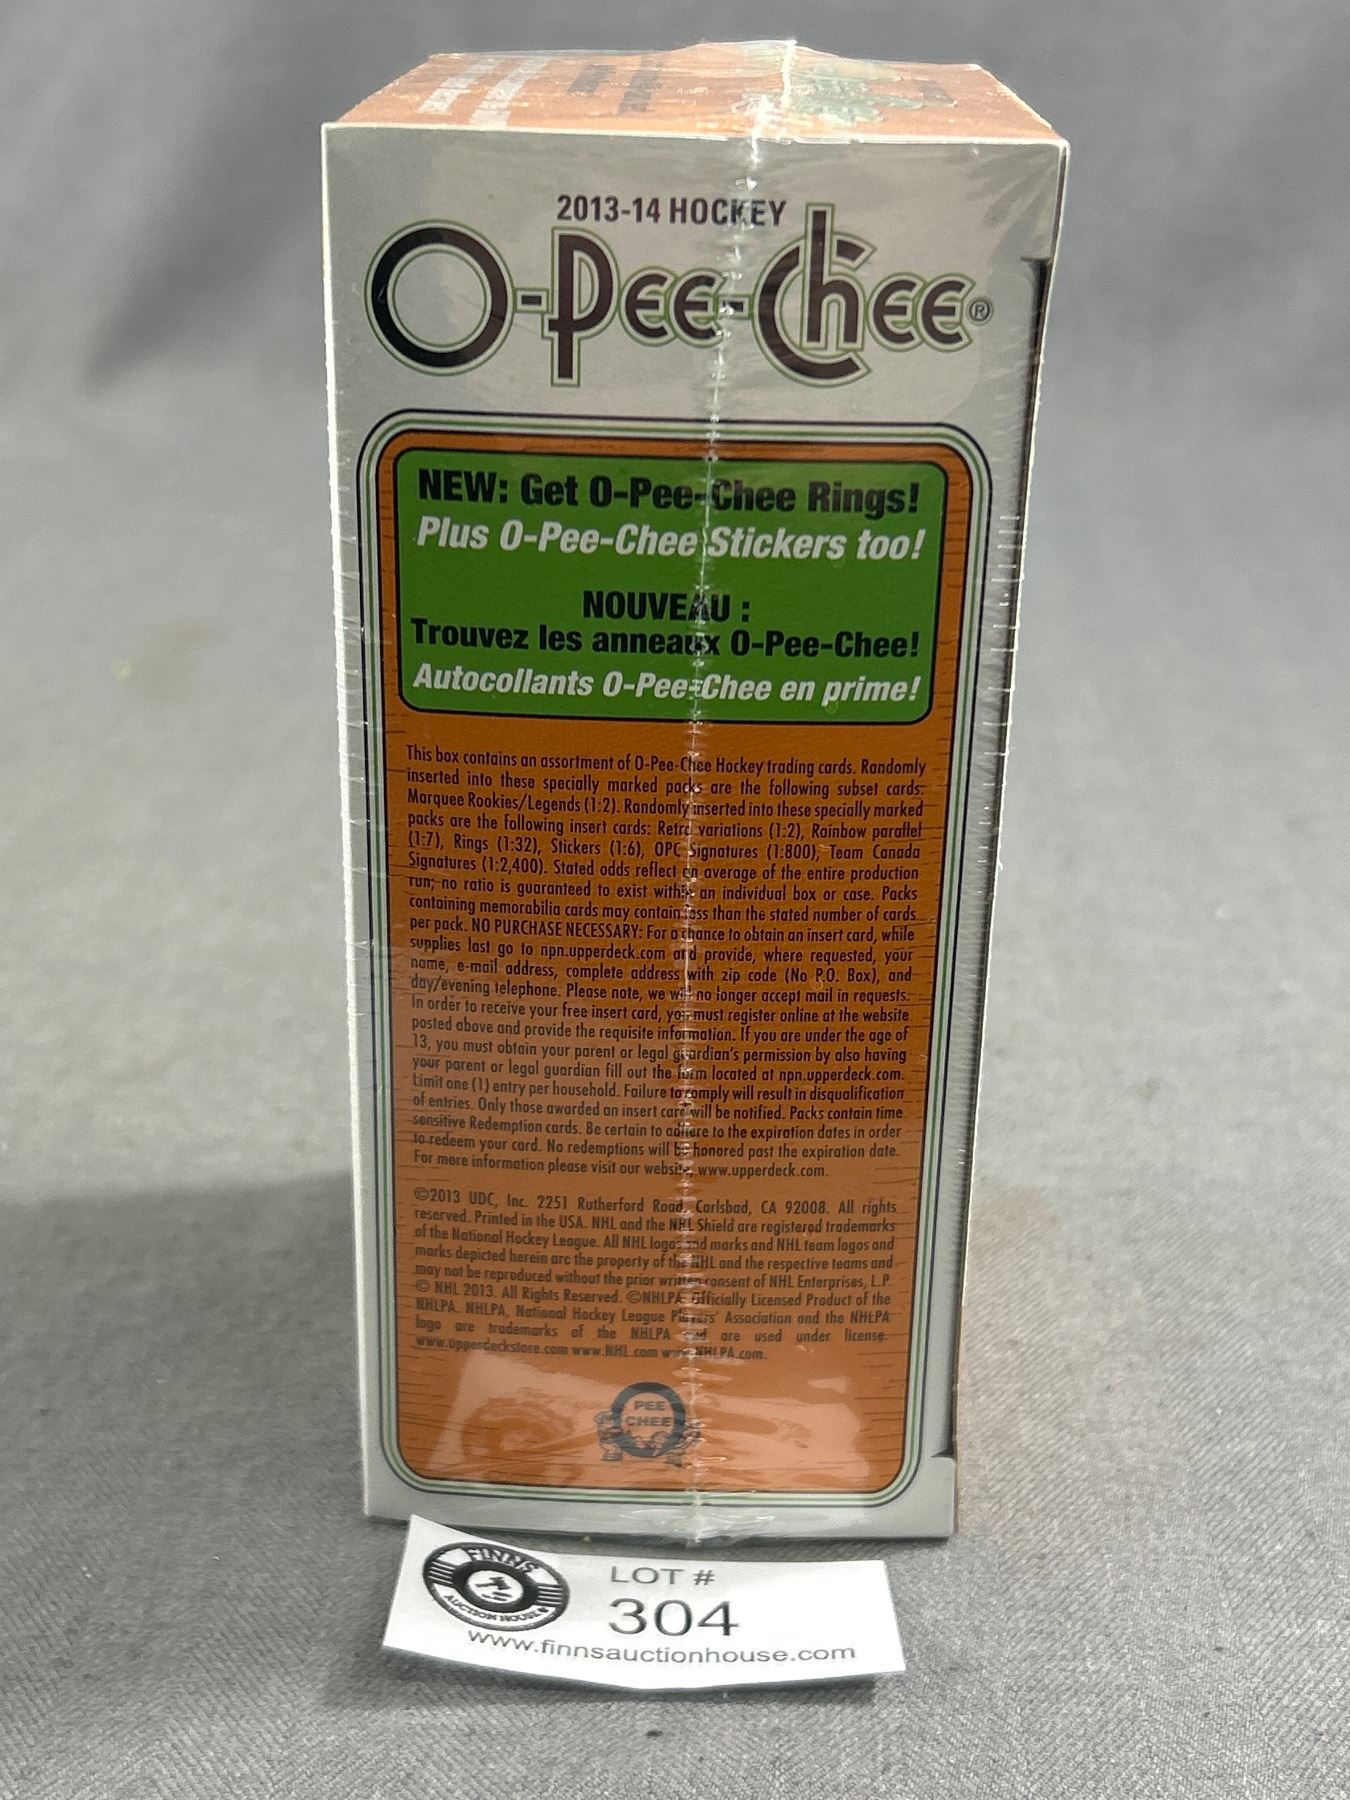 2013-14 HOCKEY
O-Pee-Chee®
NEW: Get O-Pee-Chee Rings!
Plus O-Pee-Chee Stickers too!
NOUVEAU :
Trouvez les anneaux O-Pee-Chee!
Autocollants O-Pee-Chee en prime!
This box contains an assortment of O-Pee-Chee Hockey trading cards. Randomly
inserted into these specially marked packs are the following subset cards:
Marquee Rookies/Legends (1:2). Randomly inserted into these specially marked
packs are the following insert cards: Retro variations (1:2), Rainbow parallel
(1:7), Rings (1:32), Stickers (1:6), OPC Signatures (1:800), Team Canada
Signatures (1:2,400). Stated odds reflect an average of the entire production
run; no ratio is guaranteed to exist within an individual box or case. Packs
containing memorabilia cards may contain less than the stated number of cards
per pack. NO PURCHASE NECESSARY: For a chance to obtain an insert card, while
supplies last go to npn.upperdeck.com and provide, where requested, your
name, e-mail address, complete address with zip code (No P.O. Box), and
day/evening telephone. Please note, we will no longer accept mail in requests.
In order to receive your free insert card, you must register online at the website
posted above and provide the requisite information. If you are under the age of
13, you must obtain your parent or legal guardian's permission by also having
your parent or legal guardian fill out the form located at npn.upperdeck.com.
Limit one (1) entry per household. Failure to comply will result in disqualification
of entries. Only those awarded an insert card will be notified. Packs contain time
sensitive Redemption cards. Be certain to adhere to the expiration dates in order
to redeem your card. No redemptions will be honored past the expiration date.
For more information please visit our website, www.upperdeck.com.
©2013 UDC, Inc. 2251 Rutherford Road, Carlsbad, CA 92008. All rights
reserved. Printed in the USA. NHL and the NHL Shield are registered trademarks
of the National Hockey League. All NHL logos and marks and NHL team logos and
marks depicted herein are the property of the NHL and the respective teams and
may not be reproduced without the prior written consent of NHL Enterprises, L.P.
© NHL 2013. All Rights Reserved. ©NHLPA. Officially Licensed Product of the
NHLPA. NHLPA, National Hockey League Players' Association and the NHLPA
logo are trademarks of the NHLPA and are used under license.
www.upperdeckstore.com www.NHL.com www.NHLPA.com.
PEE
CHEE
FINNS
AUCTION HOUSE
LOT #
304
www.finnsauctionhouse.com